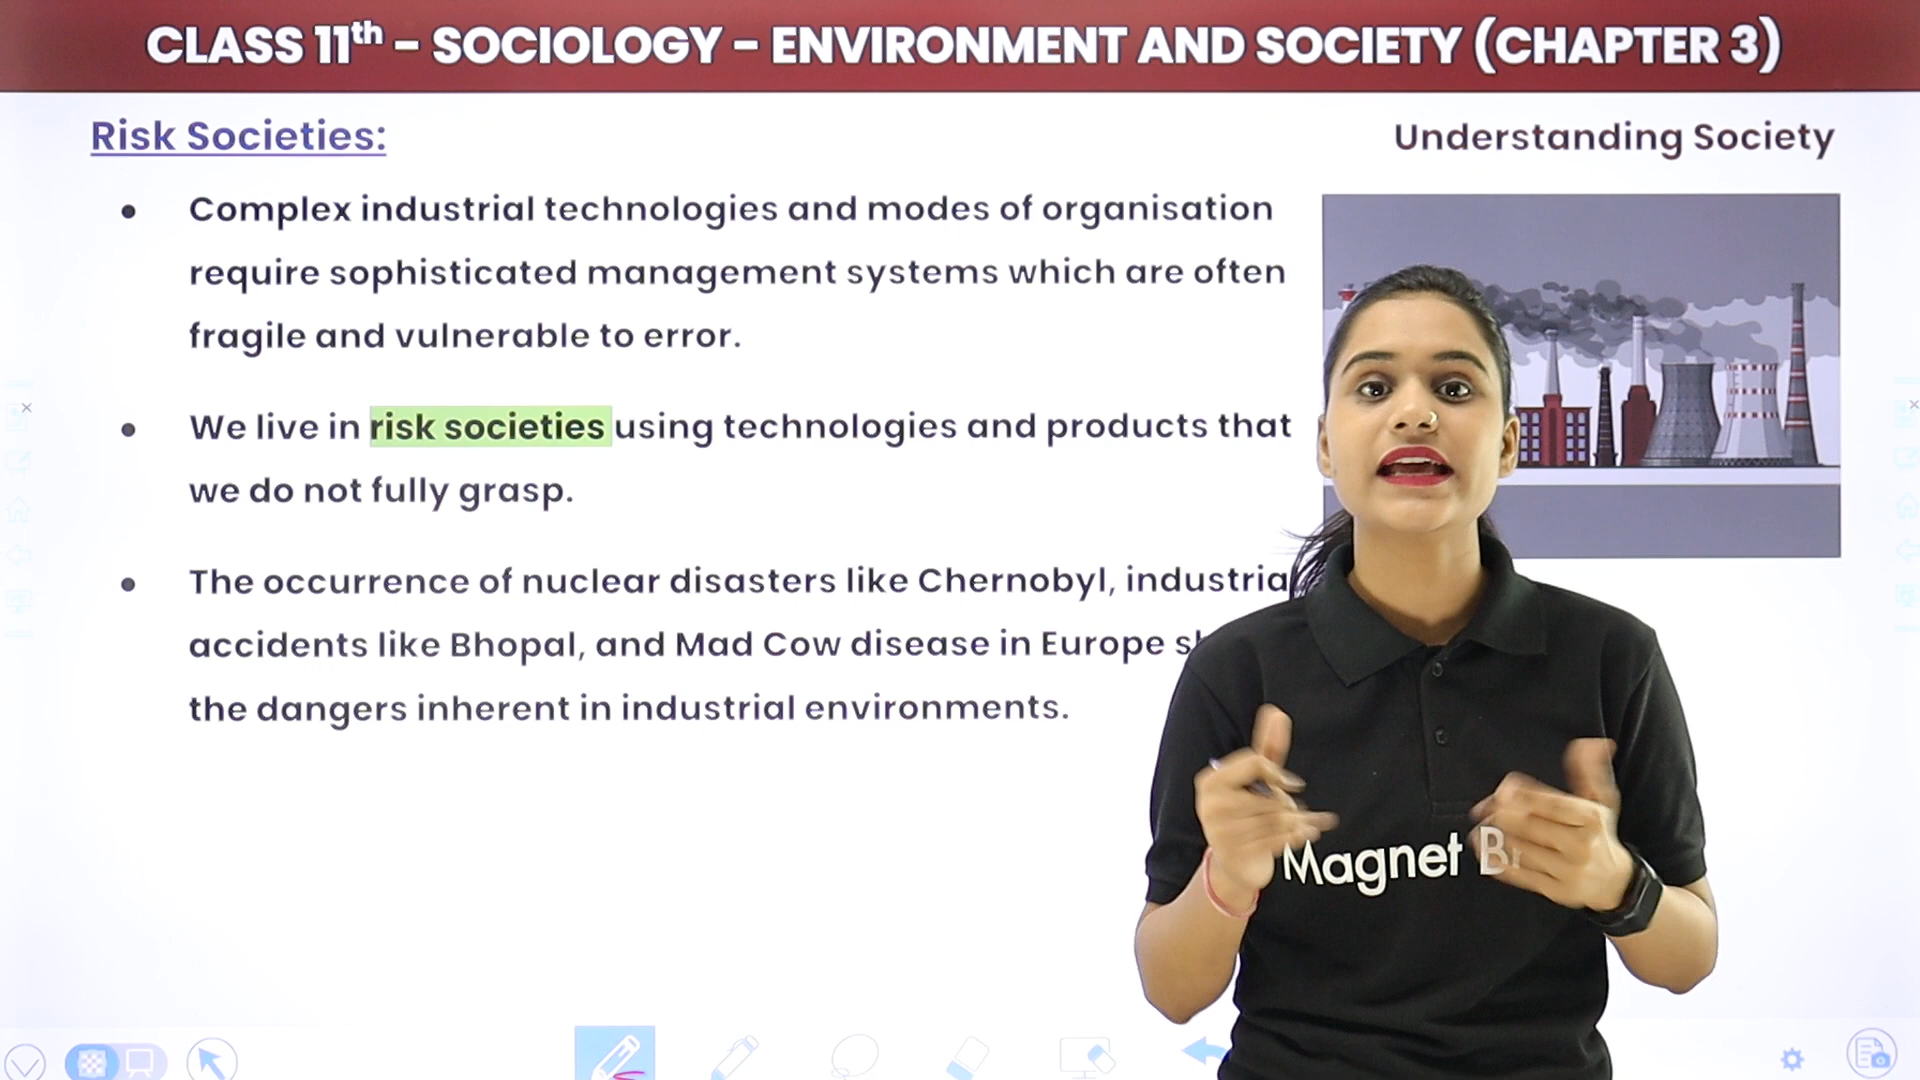 CLASS 11th - SOCIOLOGY - ENVIRONMENT AND SOCIETY (CHAPTER 3)
Risk Societies:
Understanding Society
• Complex industrial technologies and modes of organisation
require sophisticated management systems which are often
fragile and vulnerable to error.
• We live in risk societies using technologies and products that
we do not fully grasp.
• The occurrence of nuclear disasters like Chernobyl,
accidents like Bhopal, and Mad Cow disease in Europe
the dangers inherent in industrial environments.
Magnet